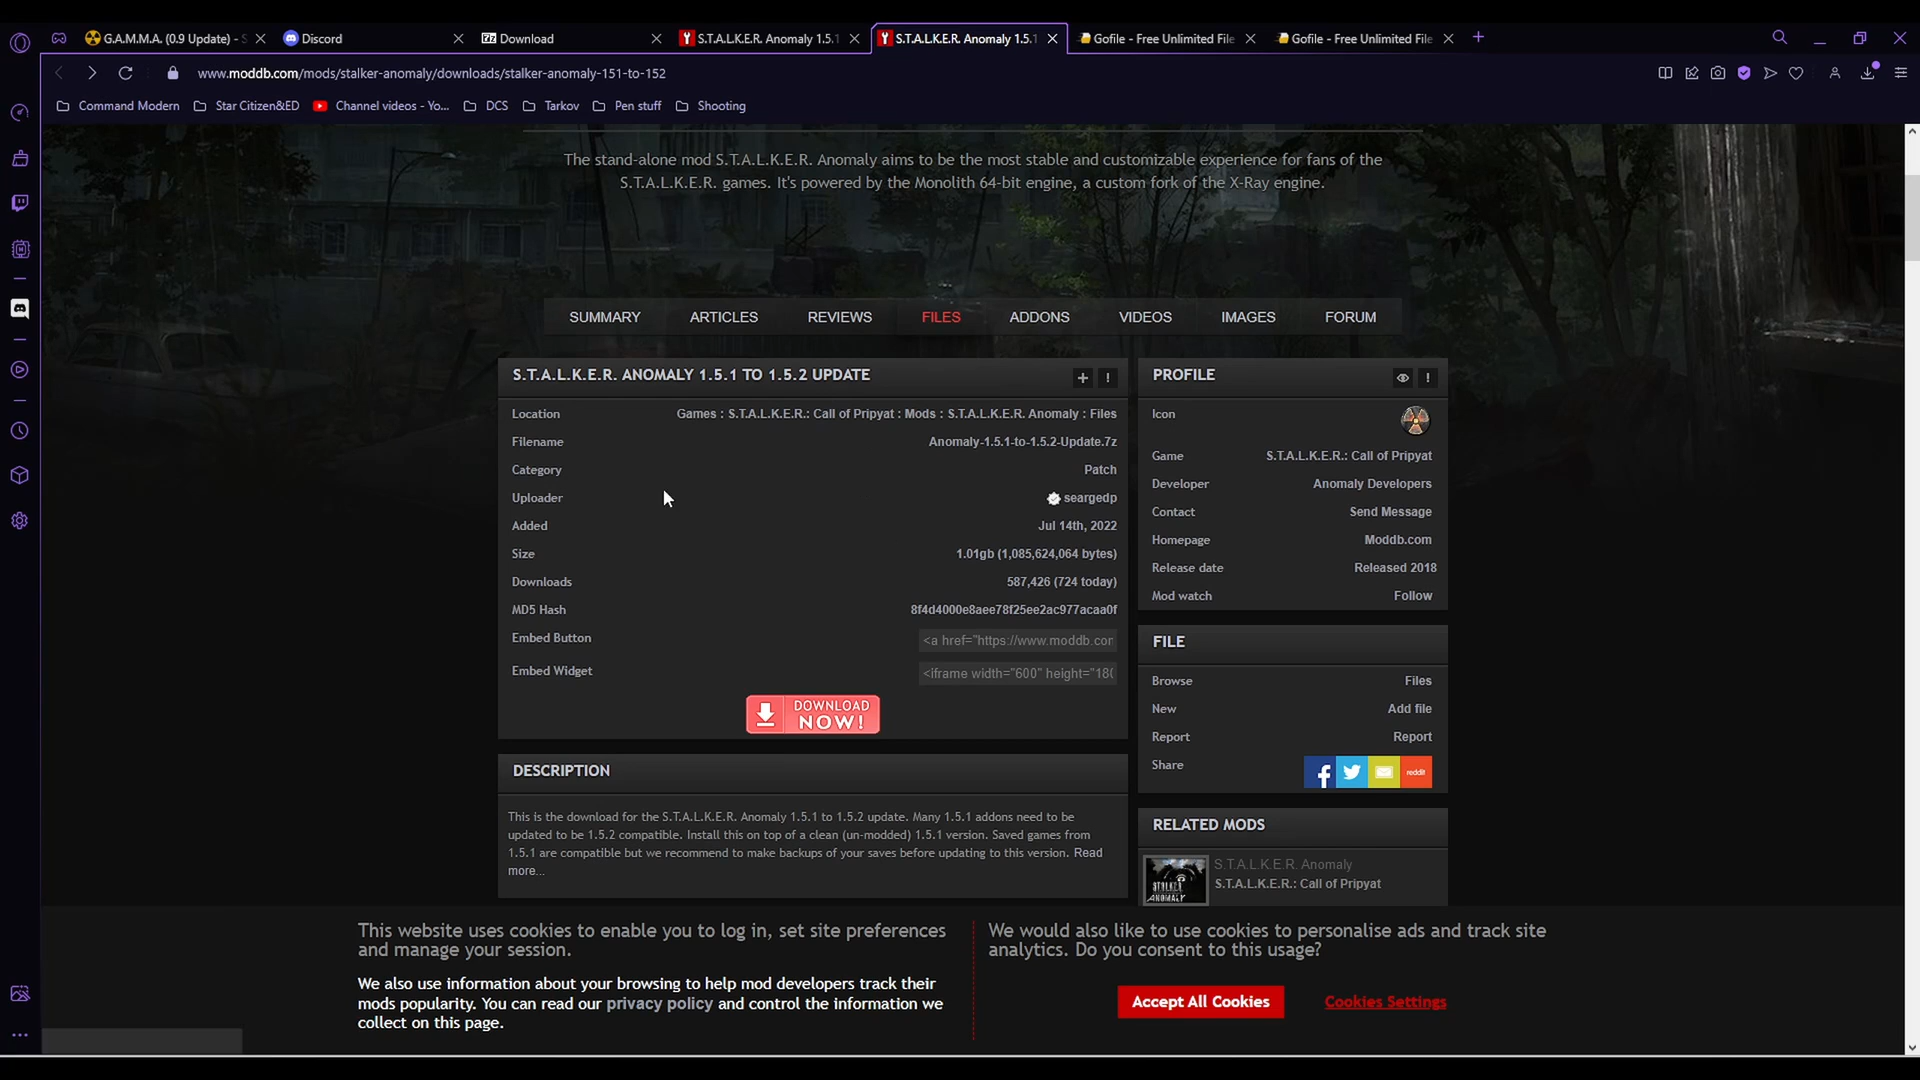 G.A.M.M.A. (0.9 Update) - S
Discord
Download
S.T.A.L.K.E.R. Anomaly 1.5.1
S.T.A.L.K.E.R. Anomaly 1.5.1
Gofile - Free Unlimited File
Gofile - Free Unlimited File
www.moddb.com/mods/stalker-anomaly/downloads/stalker-anomaly-151-to-152
Command Modern
Star Citizen&ED
Channel videos - Yo...
DCS
Tarkov
Pen stuff
Shooting
The stand-alone mod S.T.A.L.K.E.R. Anomaly aims to be the most stable and customizable experience for fans of the
S.T.A.L.K.E.R. games. It's powered by the Monolith 64-bit engine, a custom fork of the X-Ray engine.
SUMMARY ARTICLES REVIEWS FILES ADDONS VIDEOS IMAGES FORUM
S.T.A.L.K.E.R. ANOMALY 1.5.1 TO 1.5.2 UPDATE
Location Games : S.T.A.L.K.E.R.: Call of Pripyat : Mods : S.T.A.L.K.E.R. Anomaly : Files
Filename Anomaly-1.5.1-to-1.5.2-Update.7z
Category Patch
Uploader seargedp
Added Jul 14th, 2022
Size 1.01gb (1,085,624,064 bytes)
Downloads 587,426 (724 today)
MD5 Hash 8f4d4000e8aee78f25ee2ac977acaa0f
Embed Button <a href="https://www.moddb.con
Embed Widget <iframe width="600" height="180
DOWNLOAD
NOW!
DESCRIPTION
This is the download for the S.T.A.L.K.E.R. Anomaly 1.5.1 to 1.5.2 update. Many 1.5.1 addons need to be
updated to be 1.5.2 compatible. Install this on top of a clean (un-modded) 1.5.1 version. Saved games from
1.5.1 are compatible but we recommend to make backups of your saves before updating to this version. Read
more...
PROFILE
Icon
Game S.T.A.L.K.E.R.: Call of Pripyat
Developer Anomaly Developers
Contact Send Message
Homepage Moddb.com
Release date Released 2018
Mod watch Follow
FILE
Browse Files
New Add file
Report Report
Share
reddit
RELATED MODS
S.T.A.L.K.E.R. Anomaly
S.T.A.L.K.E.R.: Call of Pripyat
STALKER
ANOMALY
This website uses cookies to enable you to log in, set site preferences
and manage your session.
We also use information about your browsing to help mod developers track their
mods popularity. You can read our privacy policy and control the information we
collect on this page.
We would also like to use cookies to personalise ads and track site
analytics. Do you consent to this usage?
Accept All Cookies
Cookies Settings